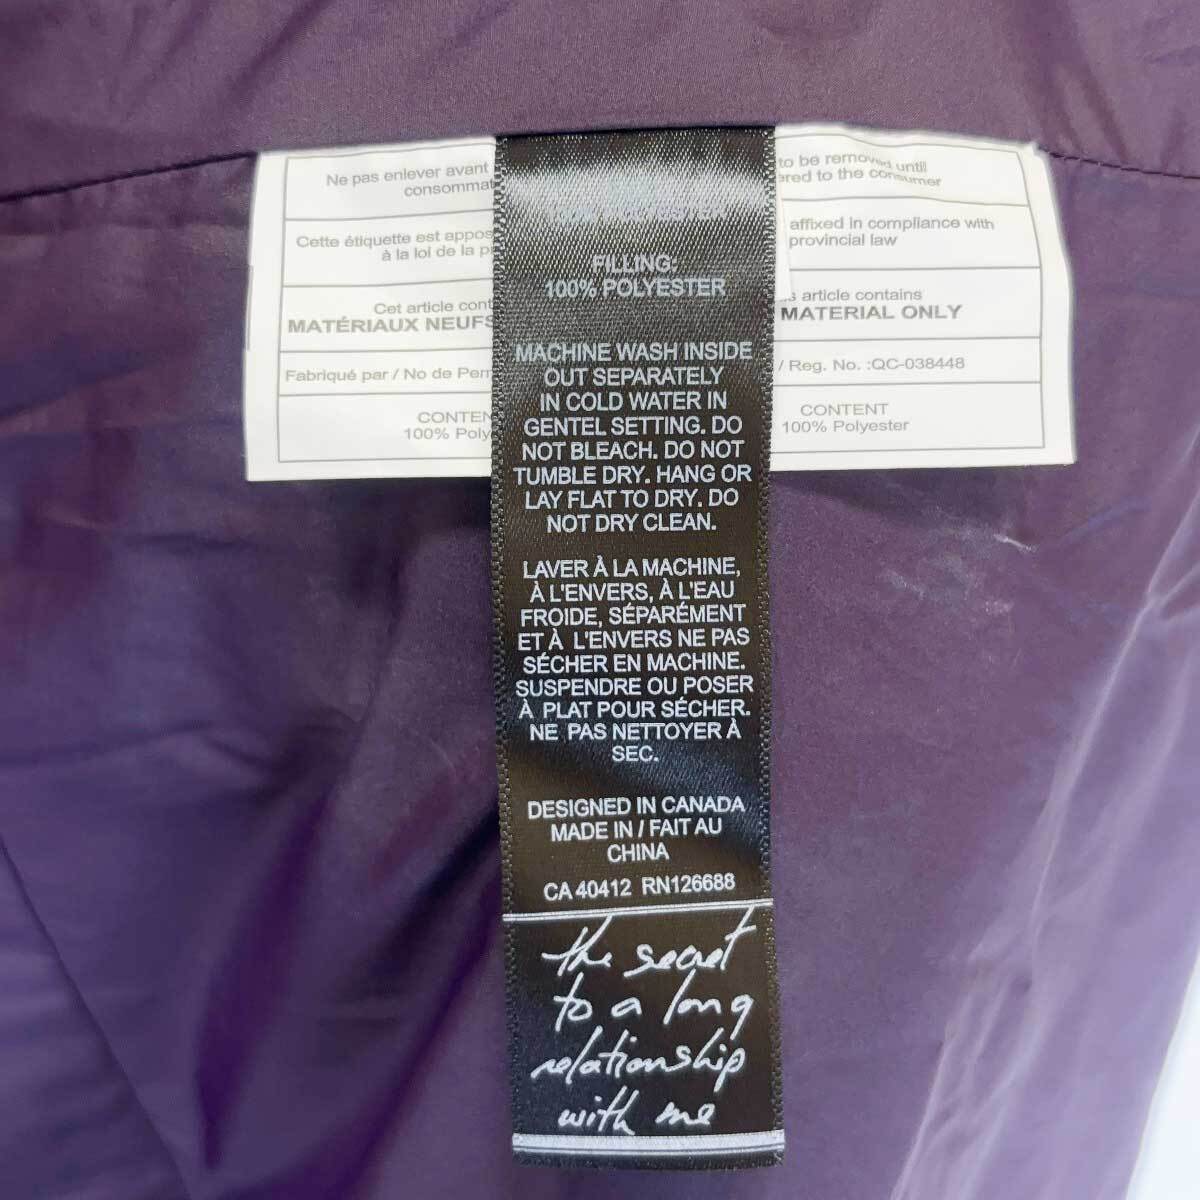 Ne pas enlever avant
consommat
Cette étiquette est appos
à la loi de la p
Cet article cont
MATÉRIAUX NEUFS
Fabriqué par / No de Per
CONTEN
100% Poly
to be removed until
ered to the consumer
affixed in compliance with
provincial law
s article contains
MATERIAL ONLY
/ Reg. No. :QC-038448
CONTENT
100% Polyester
FILLING:
100% POLYESTER
MACHINE WASH INSIDE
OUT SEPARATELY
IN COLD WATER IN
GENTEL SETTING. DO
NOT BLEACH. DO NOT
TUMBLE DRY. HANG OR
LAY FLAT TO DRY. DO
NOT DRY CLEAN.
LAVER À LA MACHINE,
À L'ENVERS, À L'EAU
FROIDE, SÉPARÉMENT
ET À L'ENVERS NE PAS
SÉCHER EN MACHINE.
SUSPENDRE OU POSER
À PLAT POUR SÉCHER.
NE PAS NETTOYER À
SEC.
DESIGNED IN CANADA
MADE IN / FAIT AU
CHINA
CA 40412 RN126688
the secret
to a long
relationship
with me